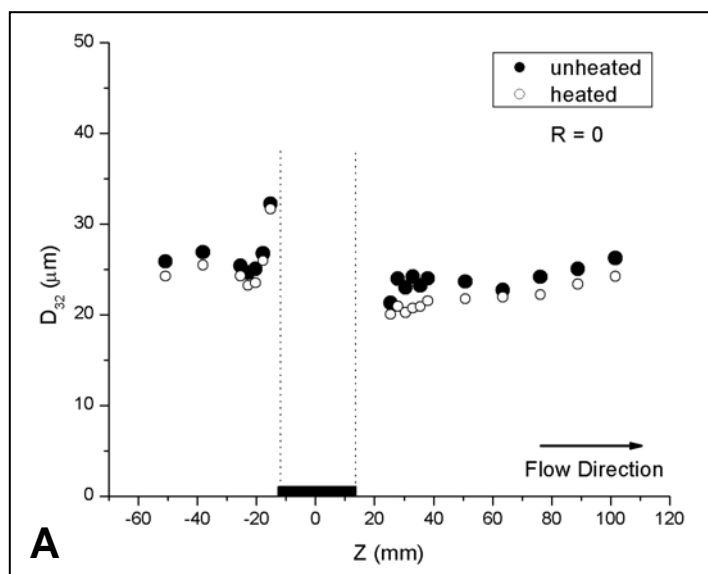 50
40
30
20
10
0
D32 (μm)
unheated
heated
R = 0
Flow Direction
-60 -40 -20 0 20 40 60 80 100 120
Z (mm)
A